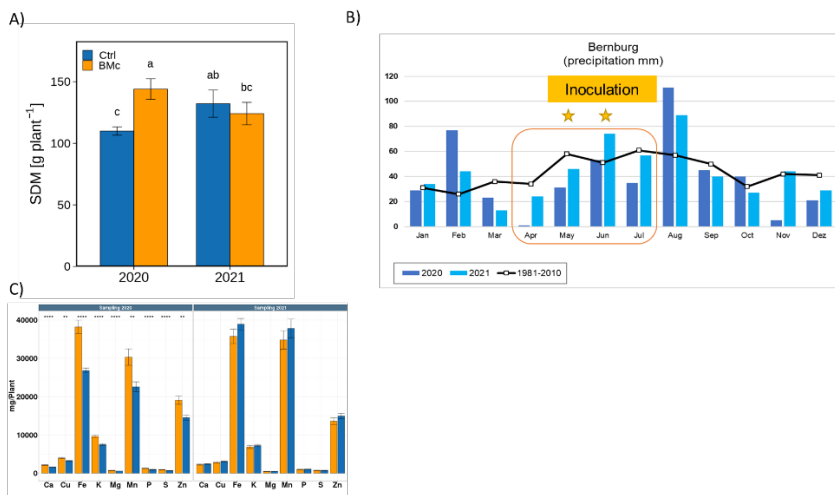 A)
Ctrl
BMc
a
ab
bc
c
150
100
50
0
SDM [g plant⁻¹]
2020 2021
B)
Bernburg
(precipitation mm)
Inoculation
120
100
80
60
40
20
0
Jan Feb Mar Apr May Jun Jul Aug Sep Oct Nov Dez
2020 2021 1981-2010
C)
Sampling 2020 Sampling 2021
**** ** **** **** **** ** **** **** **
40000
30000
20000
10000
0
mg/Plant
Ca Cu Fe K Mg Mn P S Zn Ca Cu Fe K Mg Mn P S Zn